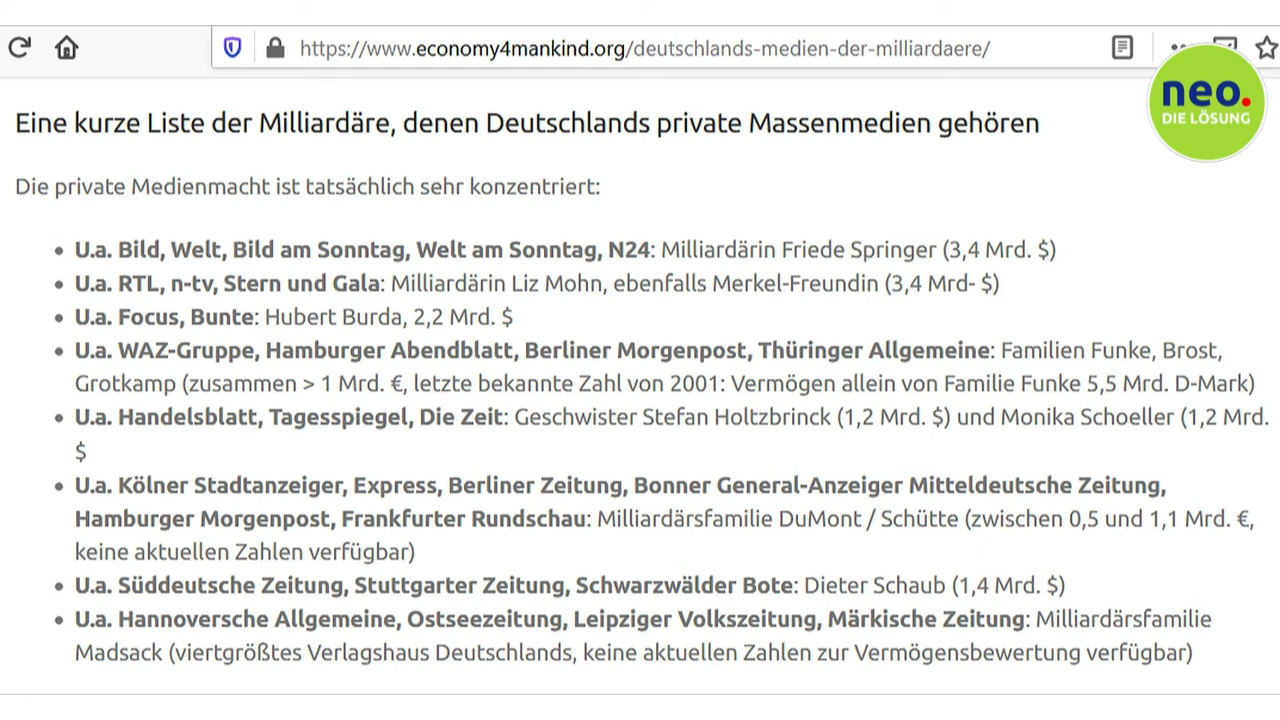 https://www.economy4mankind.org/deutschlands-medien-der-milliardaere/
neo.
DIE LÖSUNG
Eine kurze Liste der Milliardäre, denen Deutschlands private Massenmedien gehören
Die private Medienmacht ist tatsächlich sehr konzentriert:
• U.a. Bild, Welt, Bild am Sonntag, Welt am Sonntag, N24: Milliardärin Friede Springer (3,4 Mrd. $)
• U.a. RTL, n-tv, Stern und Gala: Milliardärin Liz Mohn, ebenfalls Merkel-Freundin (3,4 Mrd- $)
• U.a. Focus, Bunte: Hubert Burda, 2,2 Mrd. $
• U.a. WAZ-Gruppe, Hamburger Abendblatt, Berliner Morgenpost, Thüringer Allgemeine: Familien Funke, Brost,
Grotkamp (zusammen > 1 Mrd. €, letzte bekannte Zahl von 2001: Vermögen allein von Familie Funke 5,5 Mrd. D-Mark)
• U.a. Handelsblatt, Tagesspiegel, Die Zeit: Geschwister Stefan Holtzbrinck (1,2 Mrd. $) und Monika Schoeller (1,2 Mrd.
$
• U.a. Kölner Stadtanzeiger, Express, Berliner Zeitung, Bonner General-Anzeiger Mitteldeutsche Zeitung,
Hamburger Morgenpost, Frankfurter Rundschau: Milliardärsfamilie DuMont / Schütte (zwischen 0,5 und 1,1 Mrd. €,
keine aktuellen Zahlen verfügbar)
• U.a. Süddeutsche Zeitung, Stuttgarter Zeitung, Schwarzwälder Bote: Dieter Schaub (1,4 Mrd. $)
• U.a. Hannoversche Allgemeine, Ostseezeitung, Leipziger Volkszeitung, Märkische Zeitung: Milliardärsfamilie
Madsack (viertgrößtes Verlagshaus Deutschlands, keine aktuellen Zahlen zur Vermögensbewertung verfügbar)